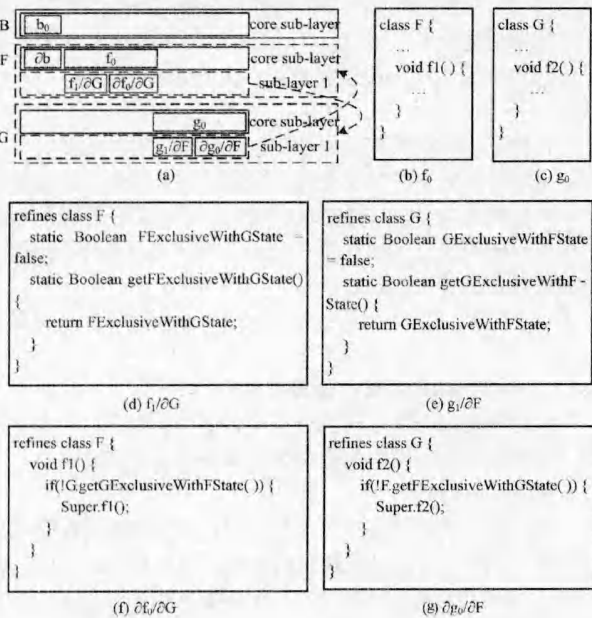 B b₀ core sub-layer
F ∂b f₀ core sub-layer
f₁/∂G ∂f₀/∂G sub-layer 1
G g₀ core sub-layer
g₁/∂F ∂g₀/∂F sub-layer 1
(a)
class F {
...
void f1( ) {
...
}
}
(b) f₀
class G {
...
void f2( ) {
...
}
}
(c) g₀
refines class F {
static Boolean FExclusiveWithGState =
false;
static Boolean getFExclusiveWithGState()
{
return FExclusiveWithGState;
}
}
(d) f₁/∂G
refines class G {
static Boolean GExclusiveWithFState
= false;
static Boolean getGExclusiveWithF -
State() {
return GExclusiveWithFState;
}
}
(e) g₁/∂F
refines class F {
void f1() {
if(!G.getGExclusiveWithFState( )) {
Super.f1();
}
}
}
(f) ∂f₀/∂G
refines class G {
void f2() {
if(!F.getFExclusiveWithGState( )) {
Super.f2();
}
}
}
(g) ∂g₀/∂F